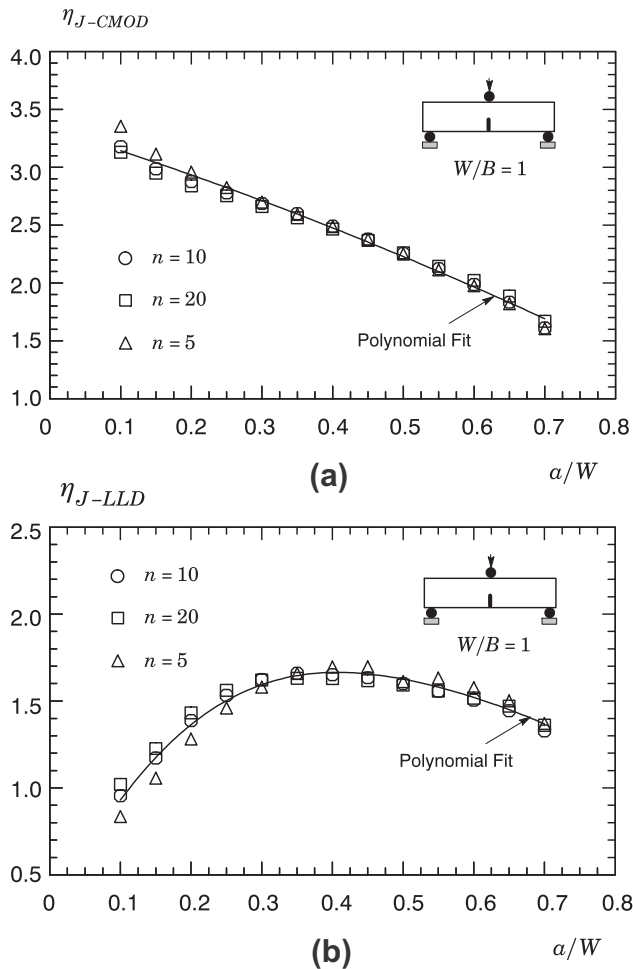 η_{J−CMOD}
4.0
3.5
3.0
2.5
2.0
1.5
1.0
W/B = 1
n = 10
n = 20
n = 5
Polynomial Fit
0 0.1 0.2 0.3 0.4 0.5 0.6 0.7 0.8
(a)
a/W
η_{J−LLD}
2.5
2.0
1.5
1.0
0.5
n = 10
n = 20
n = 5
W/B = 1
Polynomial Fit
0 0.1 0.2 0.3 0.4 0.5 0.6 0.7 0.8
(b)
a/W